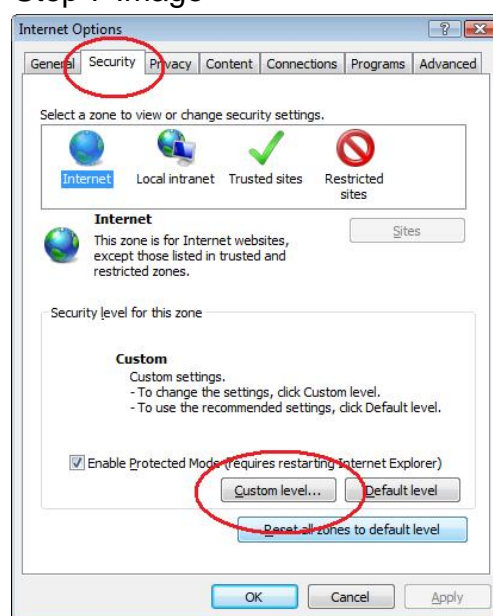 Internet Options
General Security Privacy Content Connections Programs Advanced
Select a zone to view or change security settings.
Internet Local intranet Trusted sites Restricted sites
Internet
Sites
This zone is for Internet websites,
except those listed in trusted and
restricted zones.
Security level for this zone
Custom
Custom settings.
- To change the settings, click Custom level.
- To use the recommended settings, click Default level.
Enable Protected Mode (requires restarting Internet Explorer)
Custom level... Default level
Reset all zones to default level
OK Cancel Apply